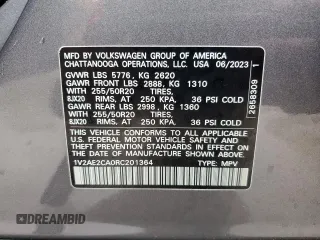 MFD. BY VOLKSWAGEN GROUP OF AMERICA
CHATTANOOGA OPERATIONS, LLC. USA 06/2023
GVWR LBS 5776, KG 2620
GAWR FRONT LBS 2888, KG 1310
WITH 255/50R20 TIRES,
8JX20 RIMS, AT 250 KPA, 36 PSI COLD
GAWR REAR LBS 2998, KG 1360
WITH 255/50R20 TIRES,
8JX20 RIMS, AT 250 KPA, 36 PSI COLD
THIS VEHICLE CONFORMS TO ALL APPLICABLE
U.S. FEDERAL MOTOR VEHICLE SAFETY
STANDARDS IN EFFECT ON THE DATE OF
MANUFACTURE SHOWN ABOVE.
1V2AE2CA0RC201364 TYPE: MPV
2658309 1
DREAMBID